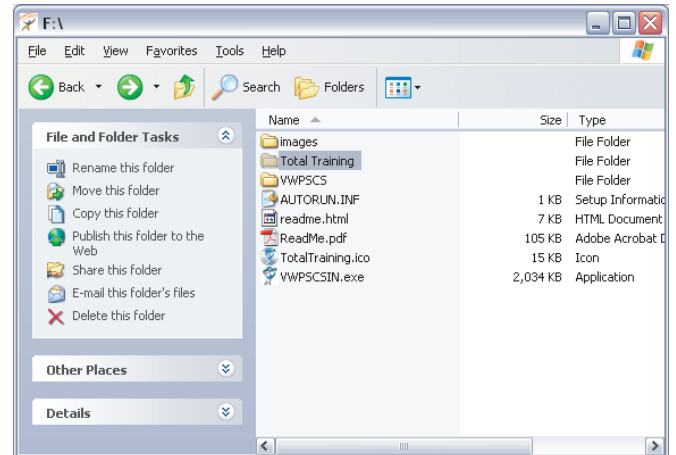 F:\
File Edit View Favorites Tools Help
Back Search Folders
Name Size Type
File and Folder Tasks
Rename this folder
Move this folder
Copy this folder
Publish this folder to the
Web
Share this folder
E-mail this folder's files
Delete this folder
Other Places
Details
images File Folder
Total Training File Folder
VWPSCS File Folder
AUTORUN.INF 1 KB Setup Informatio
readme.html 7 KB HTML Document
ReadMe.pdf 105 KB Adobe Acrobat D
TotalTraining.ico 15 KB Icon
VWPSCSIN.exe 2,034 KB Application